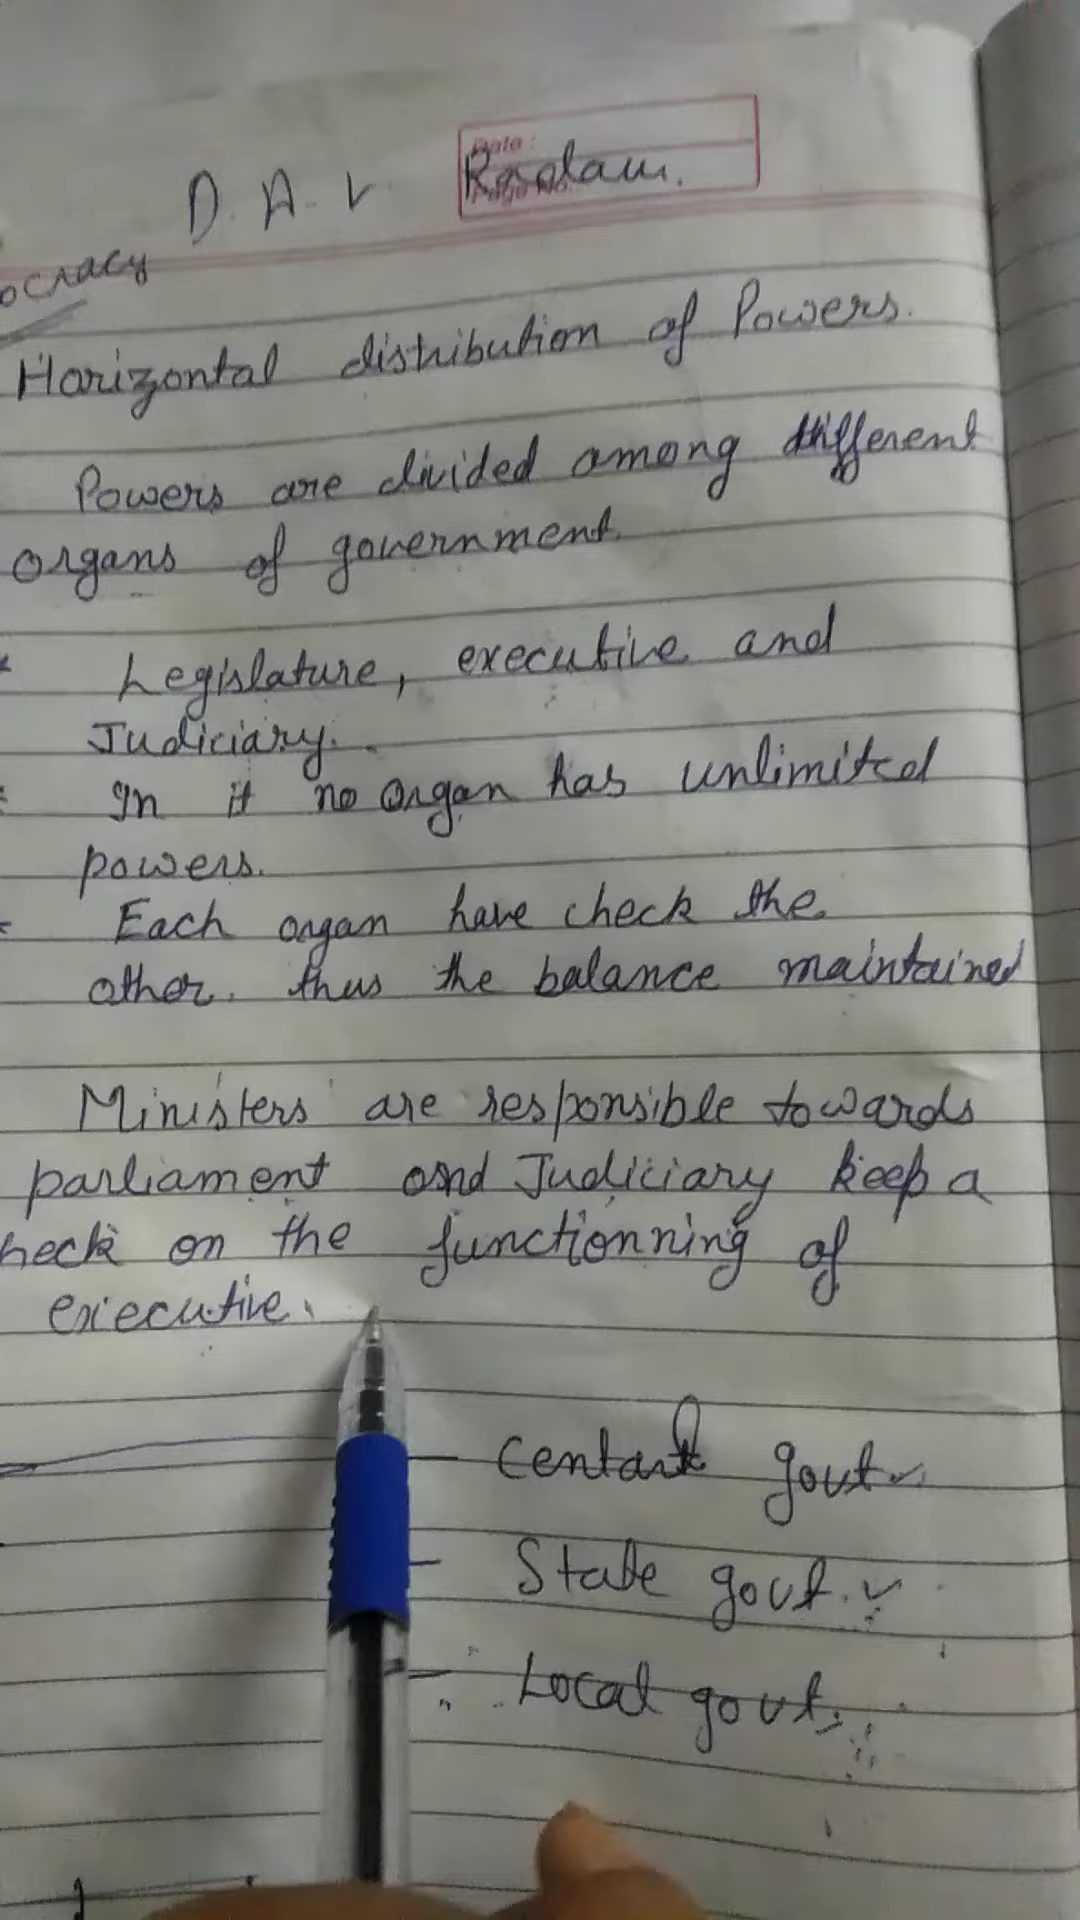 D. A. V
Date :
ocracy
Horizontal distribution of Powers.
Powers are divided among different
organs of government.
Legislature, executive and
Judiciary.
In it no organ has unlimited
powers.
Each organ have check the
other. thus the balance maintained
Ministers are responsible towards
parliament and Judiciary keep a
heck on the functionning of
executive.
govt
State govt.
Local govt.